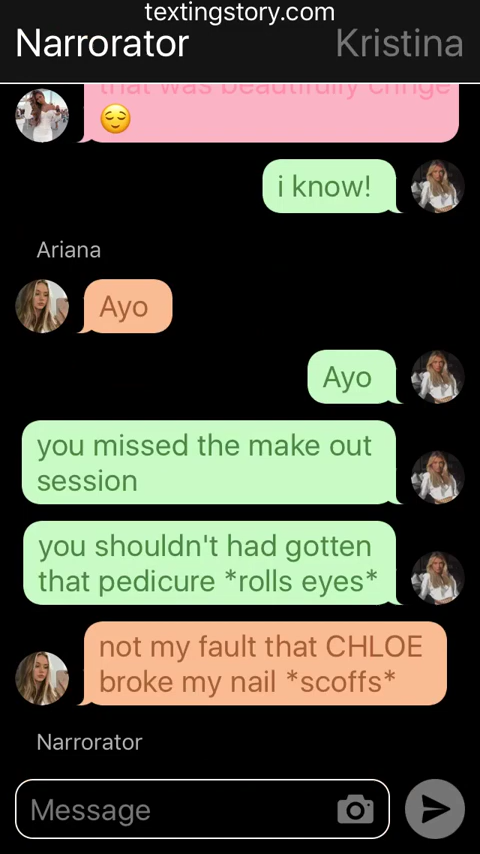 textingstory.com
Narrorator Kristina
that was beautifully cringe
i know!
Ariana
Ayo
Ayo
you missed the make out
session
you shouldn't had gotten
that pedicure *rolls eyes*
not my fault that CHLOE
broke my nail *scoffs*
Narrorator
Message